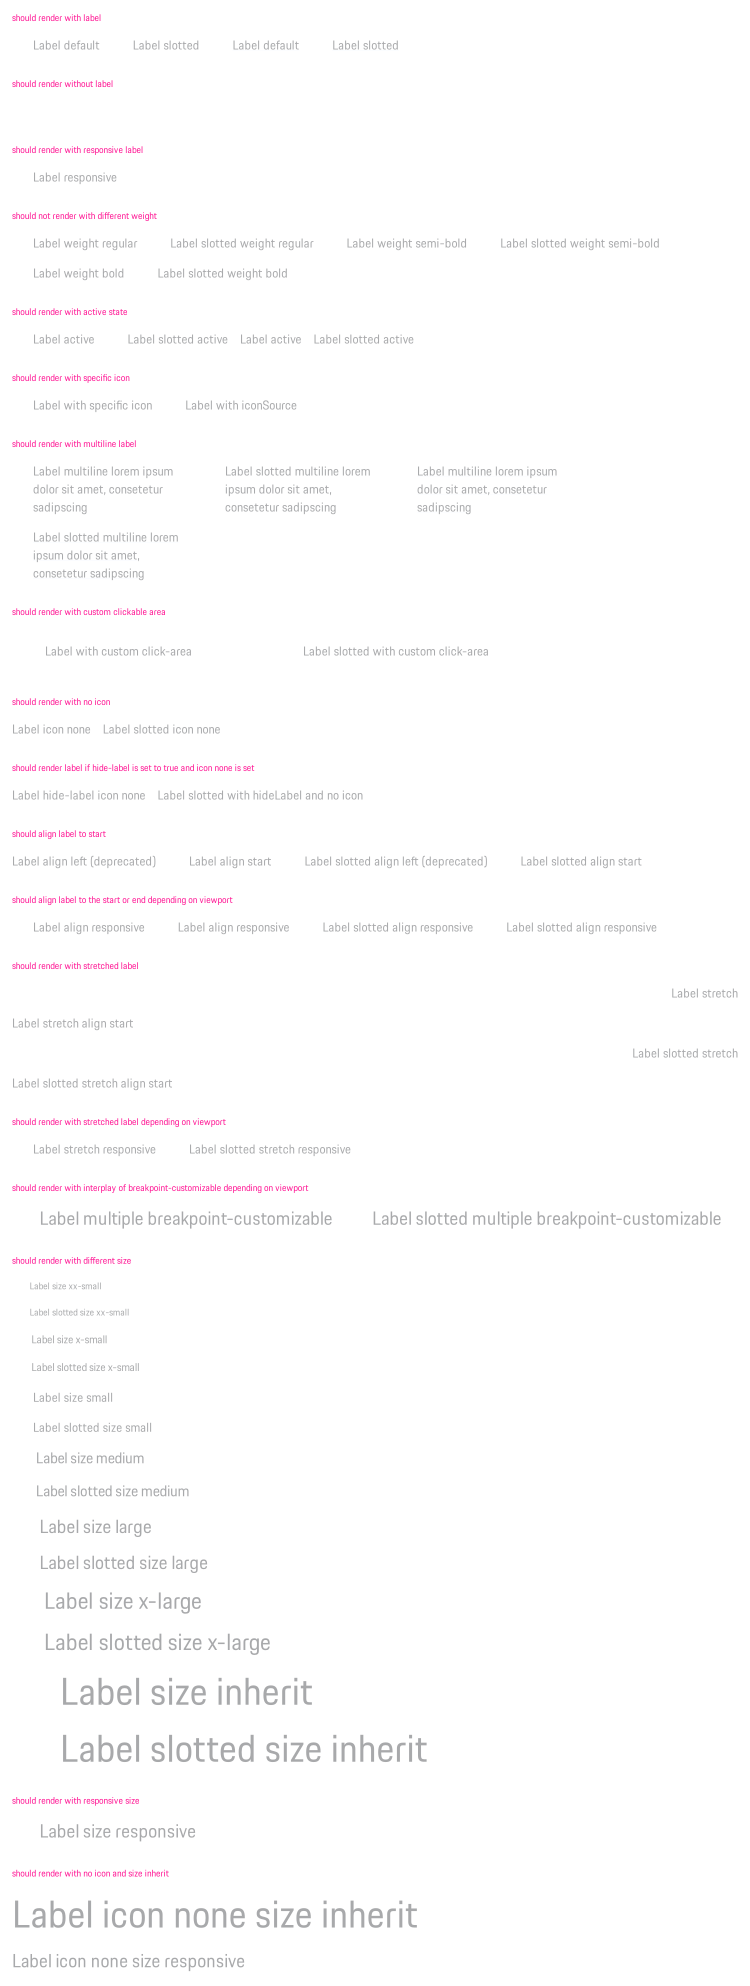 should render with label
Label default Label slotted Label default Label slotted
should render without label
should render with responsive label
Label responsive
should not render with different weight
Label weight regular Label slotted weight regular Label weight semi-bold Label slotted weight semi-bold
Label weight bold Label slotted weight bold
should render with active state
Label active Label slotted active Label active Label slotted active
should render with specific icon
Label with specific icon Label with iconSource
should render with multiline label
Label multiline lorem ipsum Label slotted multiline lorem Label multiline lorem ipsum
dolor sit amet, consetetur ipsum dolor sit amet, dolor sit amet, consetetur
sadipscing consetetur sadipscing sadipscing
Label slotted multiline lorem
ipsum dolor sit amet,
consetetur sadipscing
should render with custom clickable area
Label with custom click-area Label slotted with custom click-area
should render with no icon
Label icon none Label slotted icon none
should render label if hide-label is set to true and icon none is set
Label hide-label icon none Label slotted with hideLabel and no icon
should align label to start
Label align left (deprecated) Label align start Label slotted align left (deprecated) Label slotted align start
should align label to the start or end depending on viewport
Label align responsive Label align responsive Label slotted align responsive Label slotted align responsive
should render with stretched label
Label stretch
Label stretch align start
Label slotted stretch
Label slotted stretch align start
should render with stretched label depending on viewport
Label stretch responsive Label slotted stretch responsive
should render with interplay of breakpoint-customizable depending on viewport
Label multiple breakpoint-customizable Label slotted multiple breakpoint-customizable
should render with different size
Label size xx-small
Label slotted size xx-small
Label size x-small
Label slotted size x-small
Label size small
Label slotted size small
Label size medium
Label slotted size medium
Label size large
Label slotted size large
Label size x-large
Label slotted size x-large
Label size inherit
Label slotted size inherit
should render with responsive size
Label size responsive
should render with no icon and size inherit
Label icon none size inherit
Label icon none size responsive